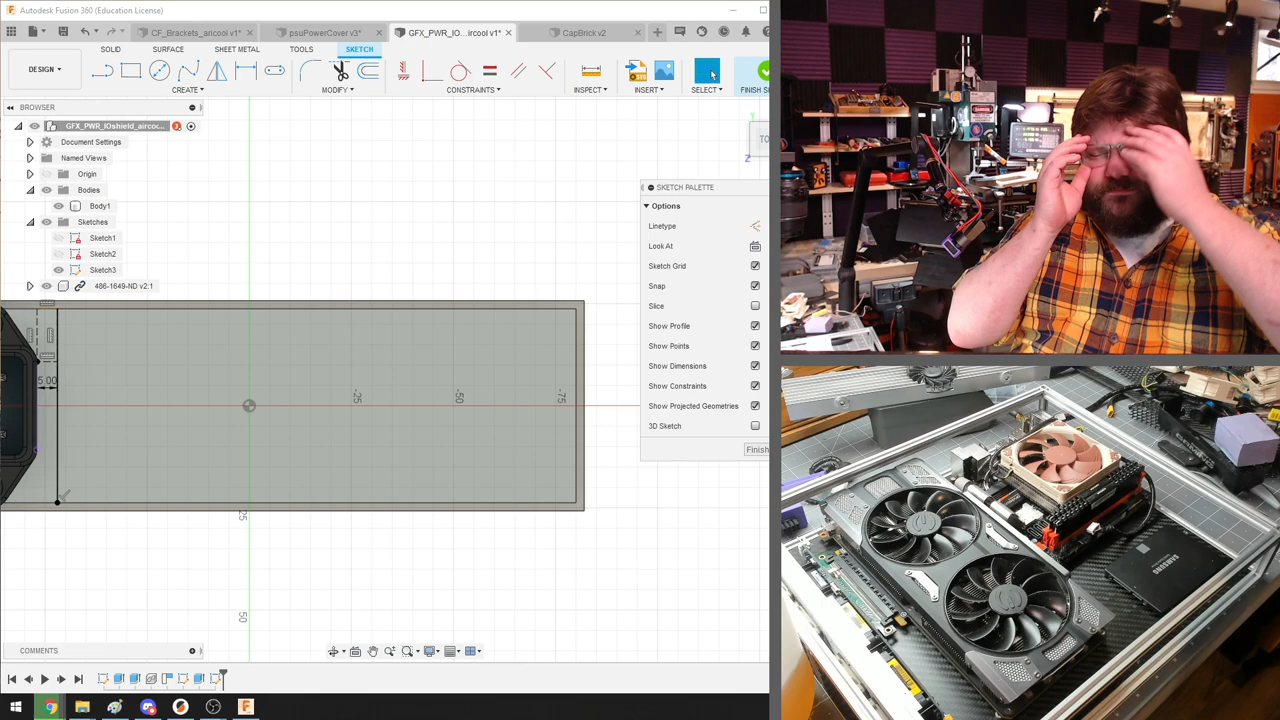 Autodesk Fusion 360 (Education License)
CF_Brackets_aricool v1*
psuPowerCover v3*
GFX_PWR_IO...ircool v1*
CapBrick v2
SOLID
SURFACE
SHEET METAL
TOOLS
SKETCH
DESIGN
CREATE
MODIFY
CONSTRAINTS
INSPECT
INSERT
SELECT
FINISH S
BROWSER
GFX_PWR_IOshield_aircoc...
Document Settings
Named Views
Origin
Bodies
Body1
Sketches
Sketch1
Sketch2
Sketch3
486-1649-ND v2:1
TO
Z
SKETCH PALETTE
Options
Linetype
Look At
Sketch Grid
Snap
Slice
Show Profile
Show Points
Show Dimensions
Show Constraints
Show Projected Geometries
3D Sketch
Finish
5.00
-25
-50
-75
25
50
COMMENTS
SAMSUNG